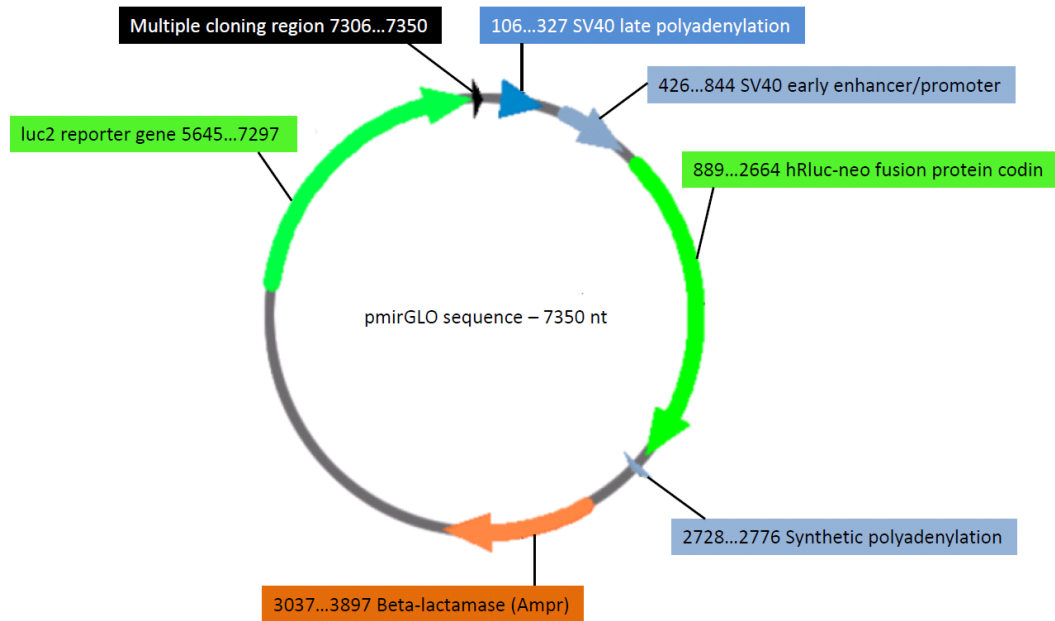 Multiple cloning region 7306...7350
106...327 SV40 late polyadenylation
426...844 SV40 early enhancer/promoter
luc2 reporter gene 5645...7297
889...2664 hRluc-neo fusion protein codin
pmirGLO sequence – 7350 nt
2728...2776 Synthetic polyadenylation
3037...3897 Beta-lactamase (Ampr)